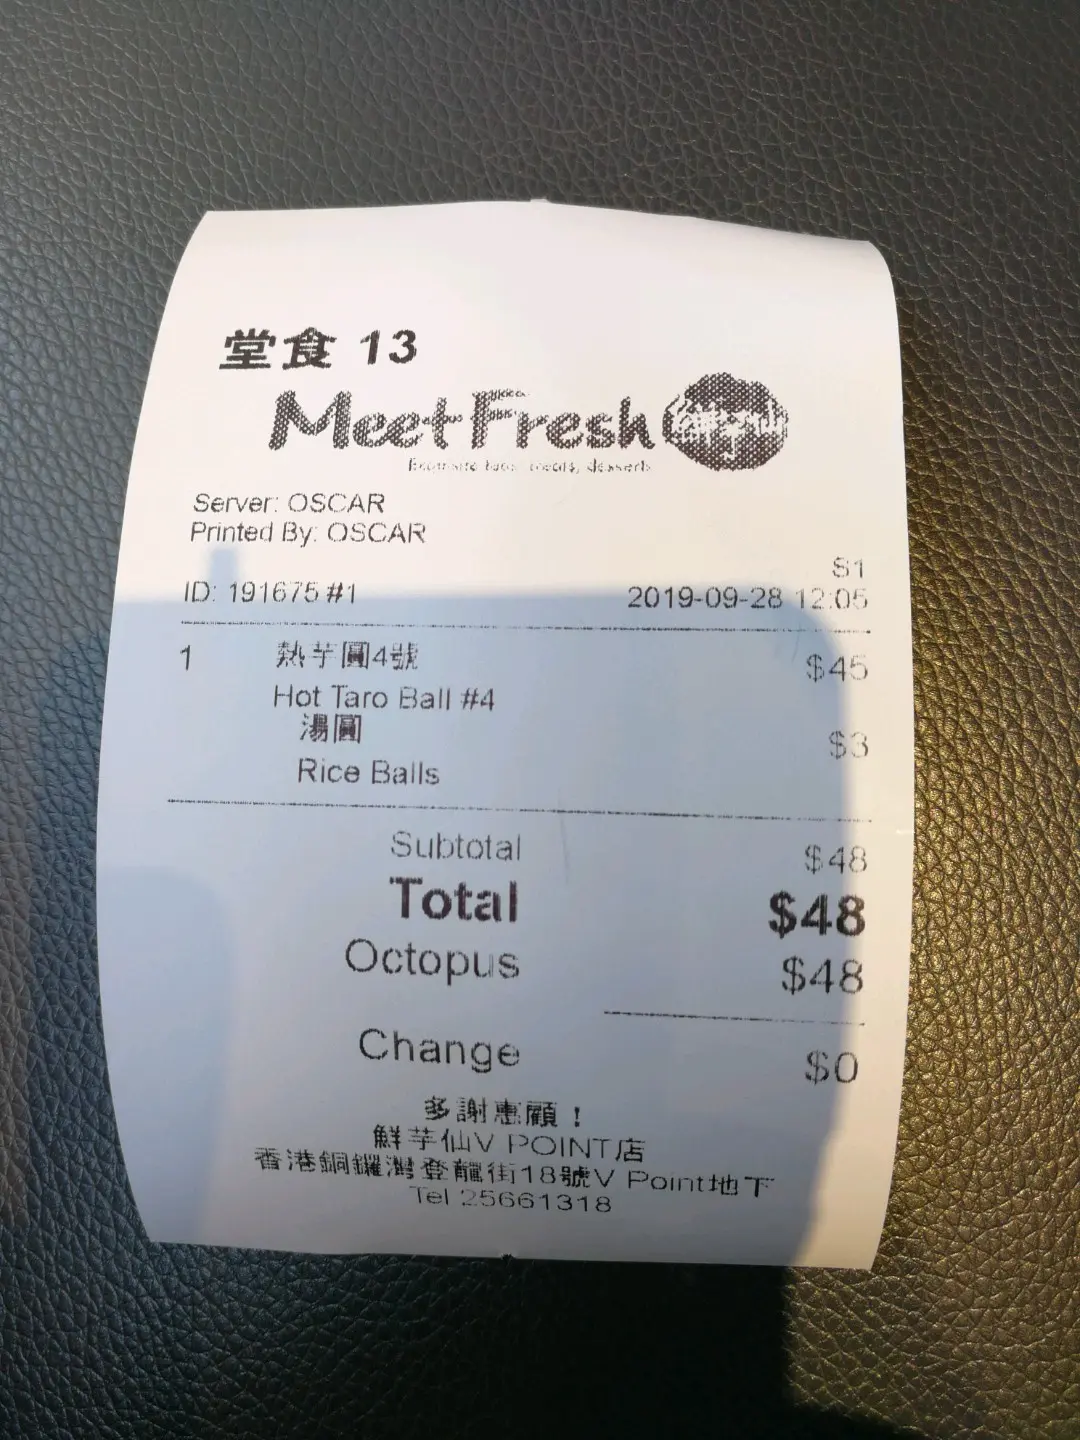 堂食 13
Meet Fresh 鮮芋仙
desserts
Server: OSCAR
Printed By: OSCAR
S1
ID: 191675 #1 2019-09-28 12:05
1 熱芋圓4號 $45
Hot Taro Ball #4
湯圓 $3
Rice Balls
Subtotal $48
Total $48
Octopus $48
Change $0
多謝惠顧！
鮮芋仙V POINT店
香港銅鑼灣登龍街18號V Point地下
Tel 25661318